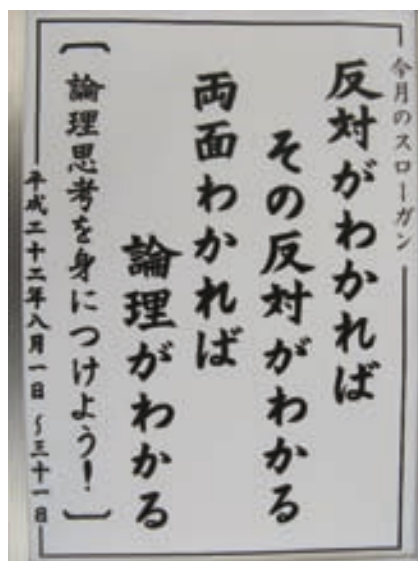 今月のスローガン
反対がわかれば
その反対がわかる
両面わかれば
論理がわかる
〔論理思考を身につけよう!〕
平成二十二年八月一日〜三十一日